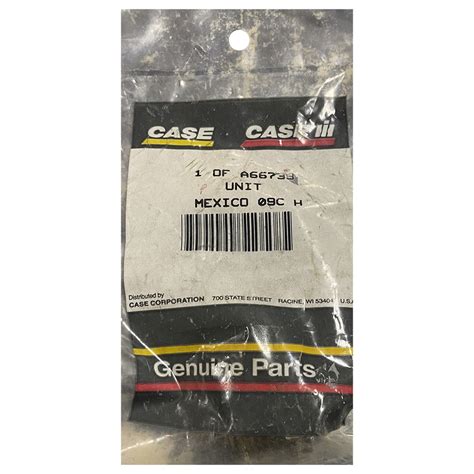 CASE CASE IH
1 OF A66739
UNIT
MEXICO 09C H
Distributed by
CASE CORPORATION 700 STATE STREET RACINE, WI 53404 U.S.A.
Genuine Parts